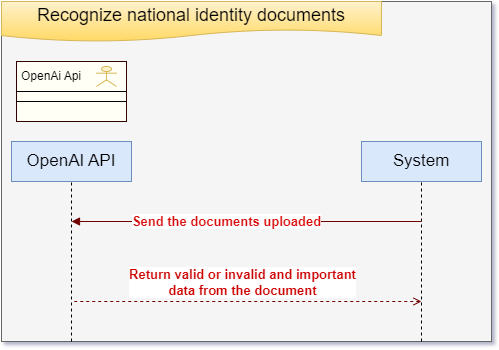 Recognize national identity documents
OpenAi Api
OpenAI API
System
Send the documents uploaded
Return valid or invalid and important
data from the document